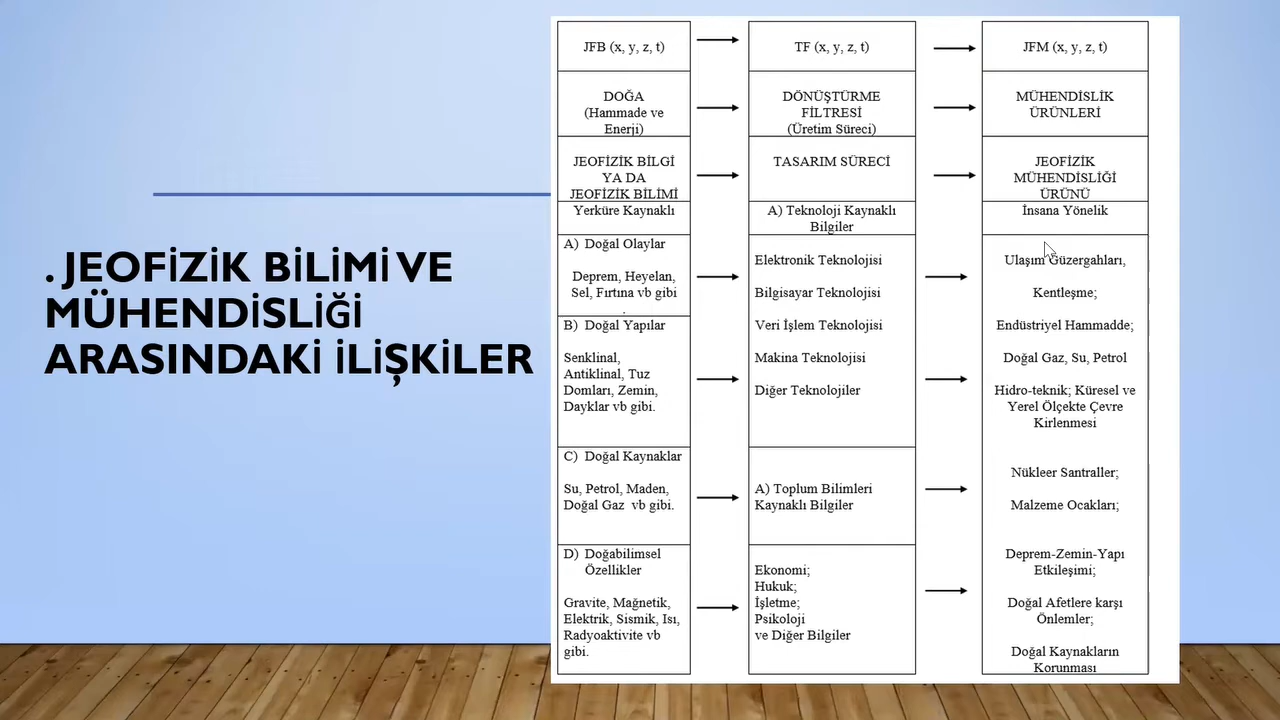 . JEOFİZİK BİLİMİ VE
MÜHENDİSLİĞİ
ARASINDAKİ İLİŞKİLER
JFB (x, y, z, t)
TF (x, y, z, t)
JFM (x, y, z, t)
DOĞA
(Hammade ve
Enerji)
DÖNÜŞTÜRME
FİLTRESİ
(Üretim Süreci)
MÜHENDİSLİK
ÜRÜNLERİ
JEOFİZİK BİLGİ
YA DA
JEOFİZİK BİLİMİ
TASARIM SÜRECİ
JEOFİZİK
MÜHENDİSLİĞİ
ÜRÜNÜ
Yerküre Kaynaklı
A) Teknoloji Kaynaklı
Bilgiler
İnsana Yönelik
A) Doğal Olaylar
Deprem, Heyelan,
Sel, Fırtına vb gibi
.
B) Doğal Yapılar
Senklinal,
Antiklinal, Tuz
Domları, Zemin,
Dayklar vb gibi.
C) Doğal Kaynaklar
Su, Petrol, Maden,
Doğal Gaz vb gibi.
D) Doğabilimsel
Özellikler
Gravite, Mağnetik,
Elektrik, Sismik, Isı,
Radyoaktivite vb
gibi.
Elektronik Teknolojisi
Bilgisayar Teknolojisi
Veri İşlem Teknolojisi
Makina Teknolojisi
Diğer Teknolojiler
A) Toplum Bilimleri
Kaynaklı Bilgiler
Ekonomi;
Hukuk;
İşletme;
Psikoloji
ve Diğer Bilgiler
Ulaşım Güzergahları,
Kentleşme;
Endüstriyel Hammadde;
Doğal Gaz, Su, Petrol
Hidro-teknik; Küresel ve
Yerel Ölçekte Çevre
Kirlenmesi
Nükleer Santraller;
Malzeme Ocakları;
Deprem-Zemin-Yapı
Etkileşimi;
Doğal Afetlere karşı
Önlemler;
Doğal Kaynakların
Korunması